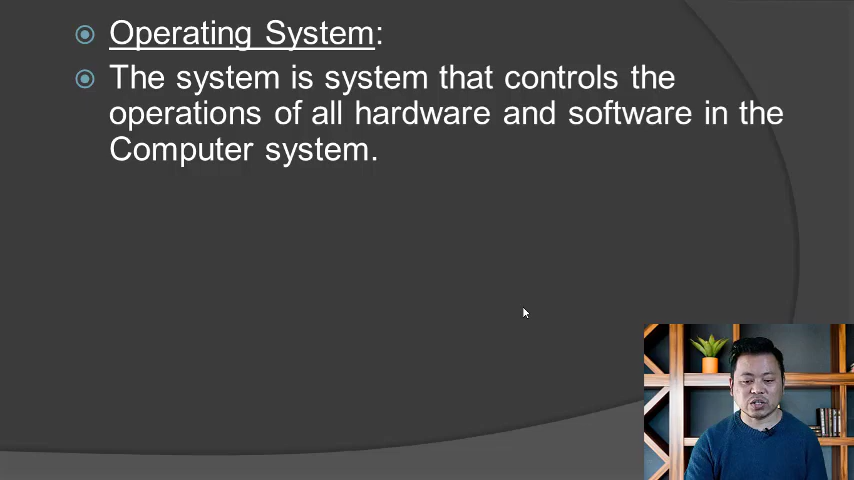 Operating System:
The system is system that controls the
operations of all hardware and software in the
Computer system.